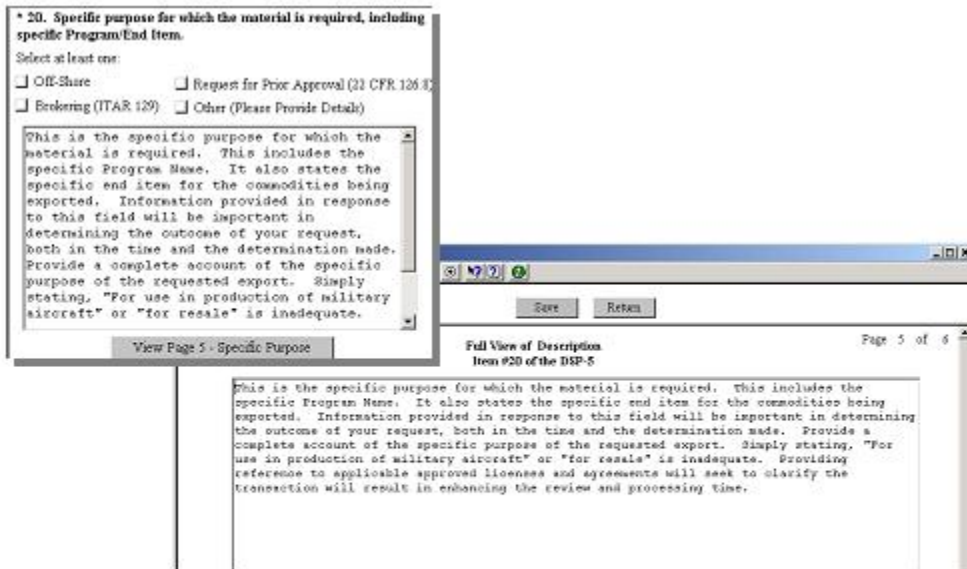 * 20. Specific purpose for which the material is required, including
specific Program/End Item.
Select at least one:
Off-Shore
Request for Prior Approval (22 CFR 126.8)
Brokering (ITAR 129)
Other (Please Provide Details)
This is the specific purpose for which the
material is required. This includes the
specific Program Name. It also states the
specific end item for the commodities being
exported. Information provided in response
to this field will be important in
determining the outcome of your request,
both in the time and the determination made.
Provide a complete account of the specific
purpose of the requested export. Simply
stating, "For use in production of military
aircraft" or "for resale" is inadequate.
View Page 5 - Specific Purpose
Save
Return
Full View of Description
Item #20 of the DSP-5
Page 5 of 6
This is the specific purpose for which the material is required. This includes the
specific Program Name. It also states the specific end item for the commodities being
exported. Information provided in response to this field will be important in determining
the outcome of your request, both in the time and the determination made. Provide a
complete account of the specific purpose of the requested export. Simply stating, "For
use in production of military aircraft" or "for resale" is inadequate. Providing
reference to applicable approved licenses and agreements will seek to clarify the
transaction will result in enhancing the review and processing time.